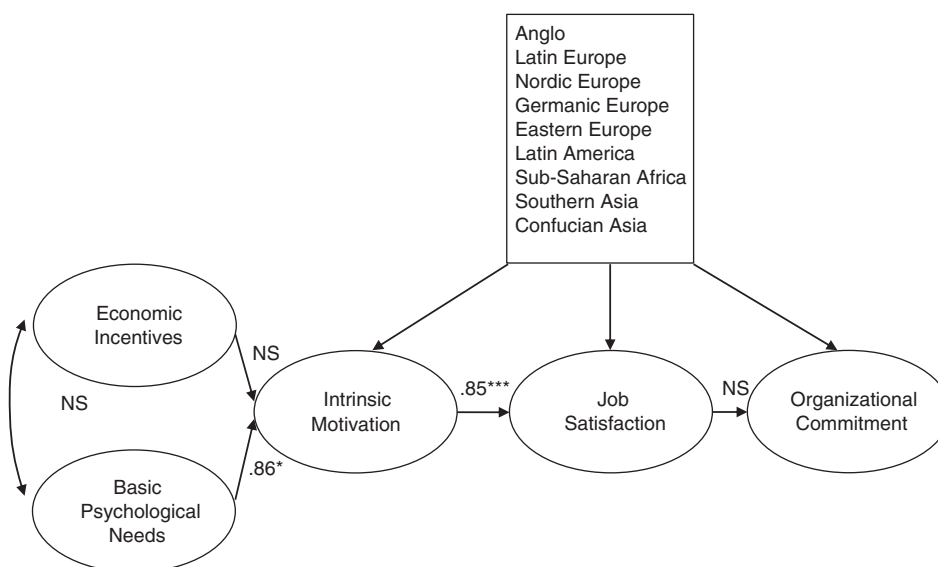 Anglo
Latin Europe
Nordic Europe
Germanic Europe
Eastern Europe
Latin America
Sub-Saharan Africa
Southern Asia
Confucian Asia
Economic
Incentives
NS
NS
Intrinsic
Motivation
.85***
Job
Satisfaction
NS
Organizational
Commitment
.86*
Basic
Psychological
Needs